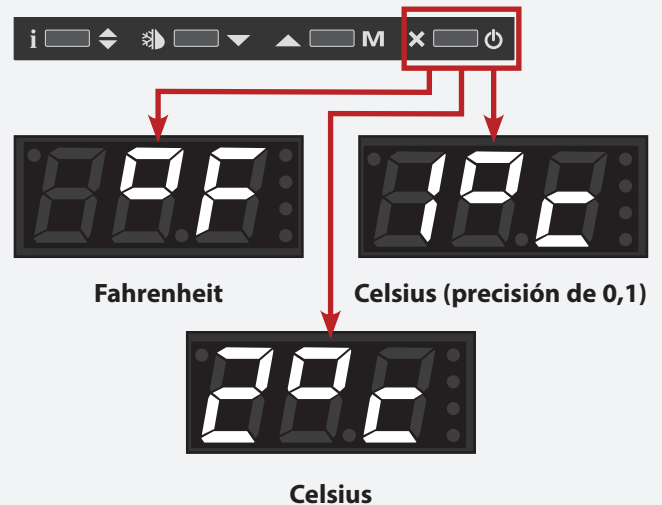 i M
°F 1°c
Fahrenheit Celsius (precisión de 0,1)
2°c
Celsius